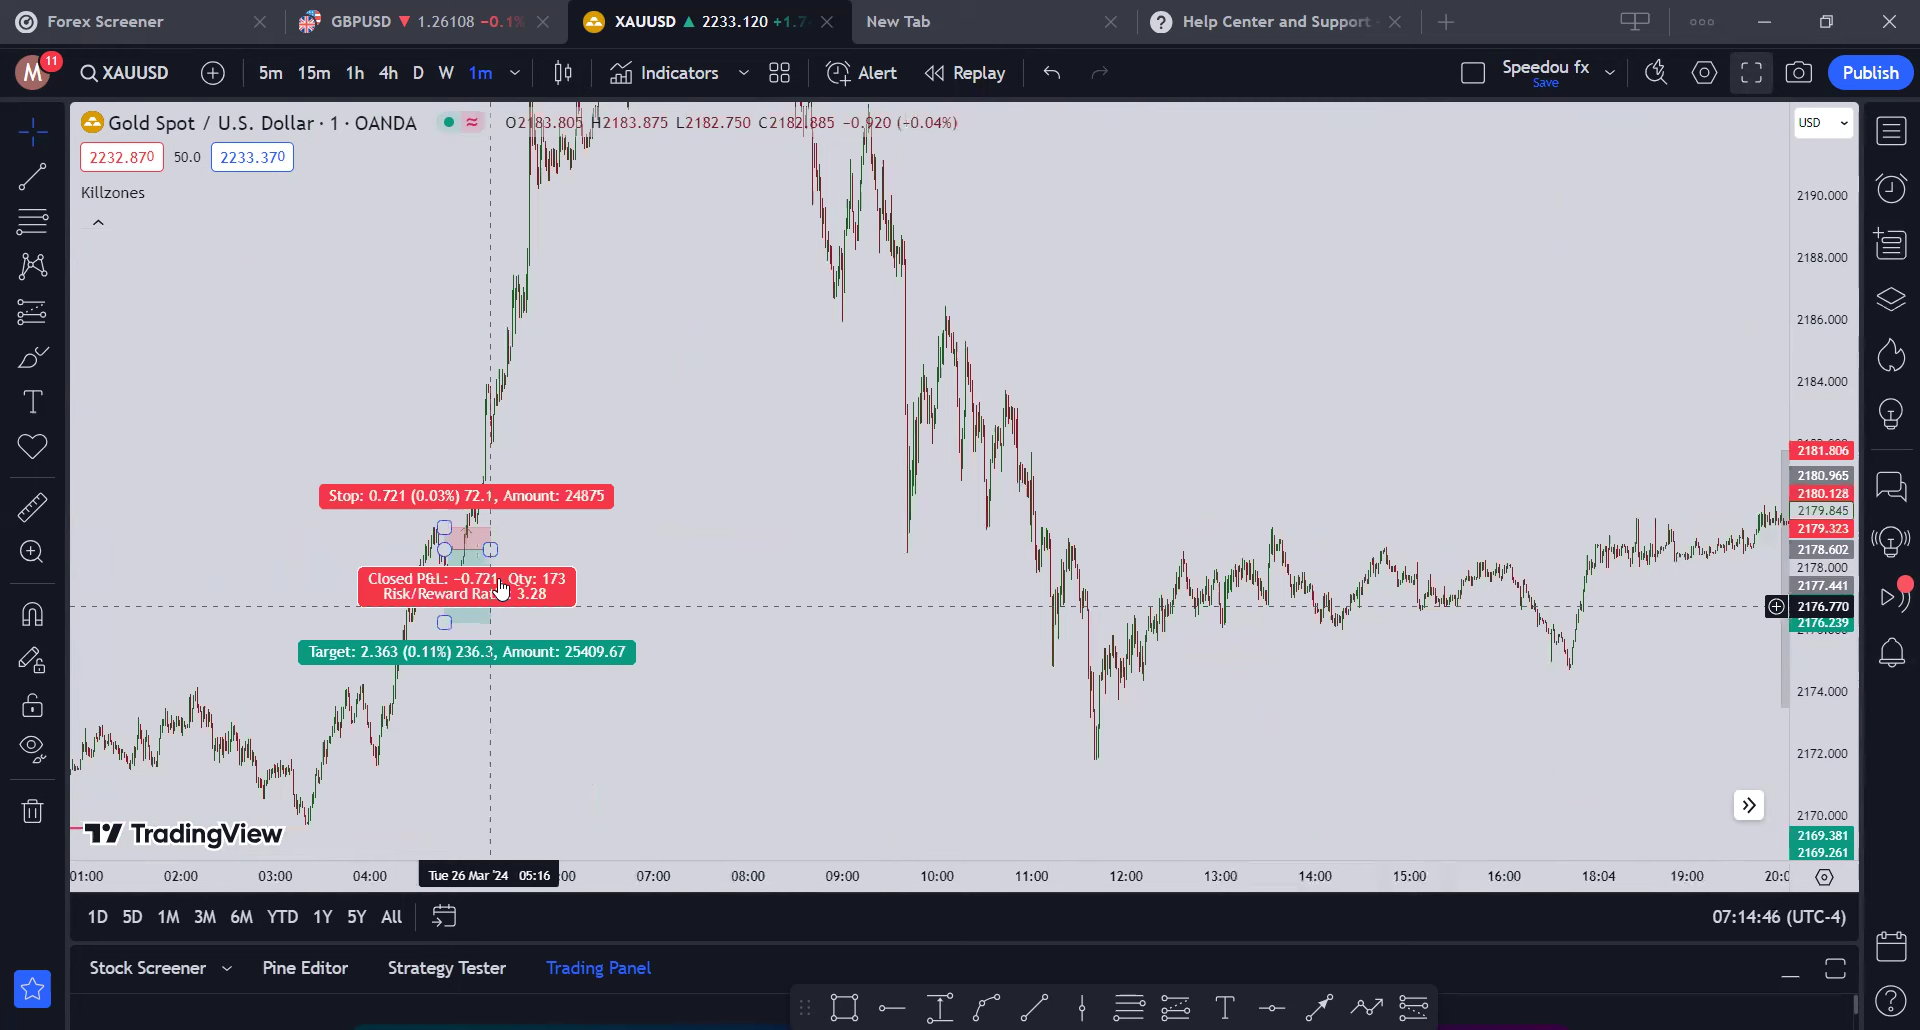 Forex Screener
GBPUSD ▼ 1.26108 −0.1%
XAUUSD ▲ 2233.120 +1.7
New Tab
Help Center and Support
M
11
XAUUSD
5m 15m 1h 4h D W 1m
Indicators
Alert
Replay
Speedou fx
Save
Publish
Gold Spot / U.S. Dollar · 1 · OANDA
O2183.805 H2183.875 L2182.750 C2182.885 −0.920 (−0.04%)
USD
2232.870
50.0
2233.370
Killzones
2190.000
2188.000
2186.000
2184.000
2181.806
2180.965
2180.128
2179.845
2179.323
2178.602
2178.000
2177.441
2176.770
2176.239
2174.000
2172.000
2170.000
2169.381
2169.261
Stop: 0.721 (0.03%) 72.1, Amount: 24875
Closed P&L: −0.721, Qty: 173
3.28
Target: 2.363 (0.11%) 236.3, Amount: 25409.67
TradingView
01:00 02:00 03:00 04:00 Tue 26 Mar '24 05:16 07:00 08:00 09:00 10:00 11:00 12:00 13:00 14:00 15:00 16:00 18:04 19:00
1D 5D 1M 3M 6M YTD 1Y 5Y All
07:14:46 (UTC-4)
Stock Screener
Pine Editor
Strategy Tester
Trading Panel